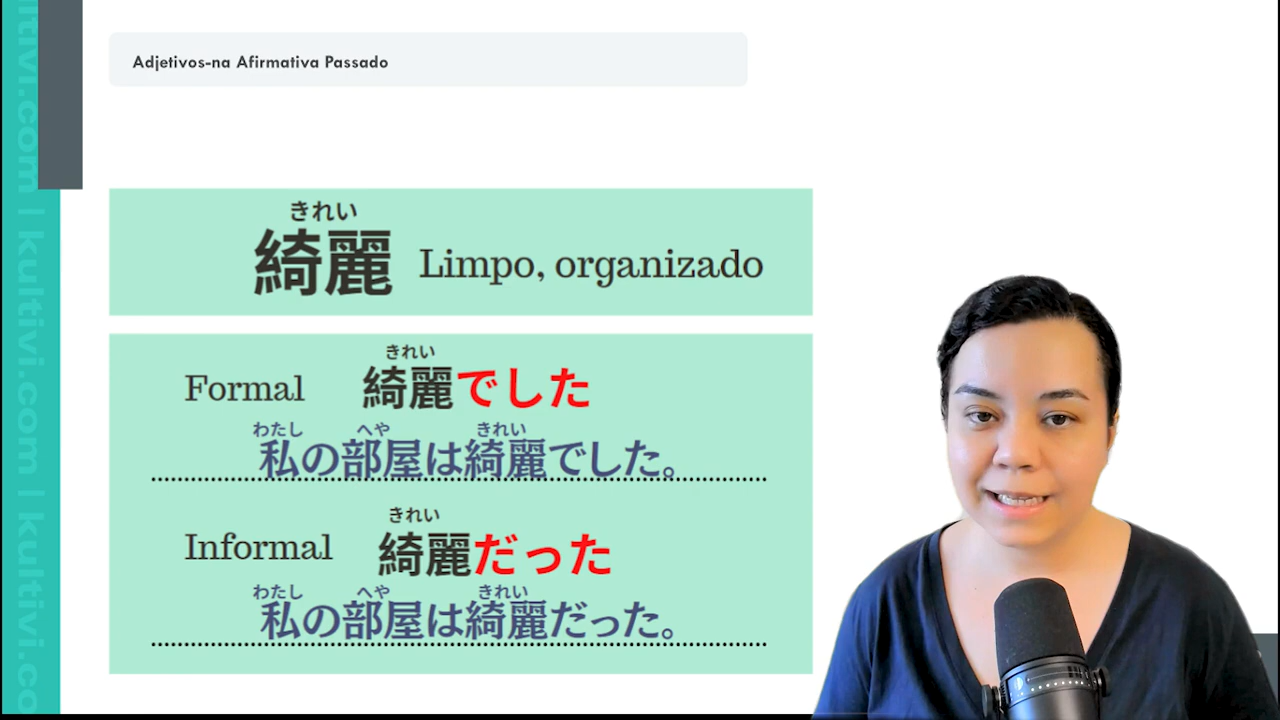 Adjetivos-na Afirmativa Passado
きれい
綺麗 Limpo, organizado
きれい
Formal 綺麗でした
わたし へや きれい
私の部屋は綺麗でした。
きれい
Informal 綺麗だった
わたし へや きれい
私の部屋は綺麗だった。
kultivi.com | kultivi.com | kultivi.co